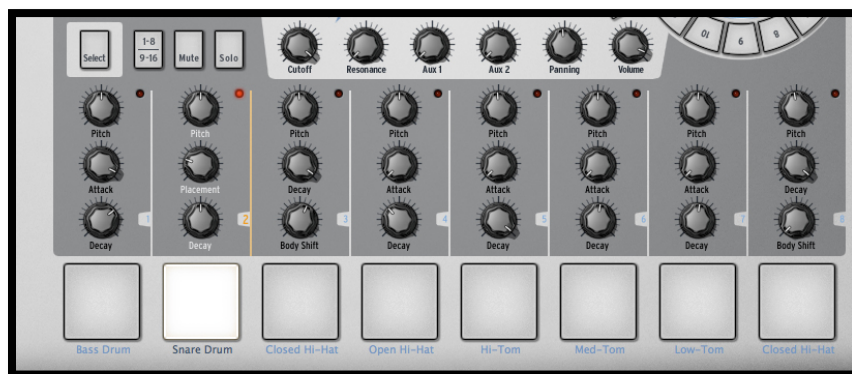 Select
1-8
9-16
Mute
Solo
Cutoff
Resonance
Aux 1
Aux 2
Panning
Volume
10
9
8
Pitch
Pitch
Pitch
Pitch
Pitch
Pitch
Pitch
Pitch
Attack
Placement
Decay
Attack
Attack
Attack
Attack
Decay
1
2
3
4
5
6
7
8
Decay
Decay
Body Shift
Decay
Decay
Decay
Decay
Body Shift
Bass Drum
Snare Drum
Closed Hi-Hat
Open Hi-Hat
Hi-Tom
Med-Tom
Low-Tom
Closed Hi-Hat